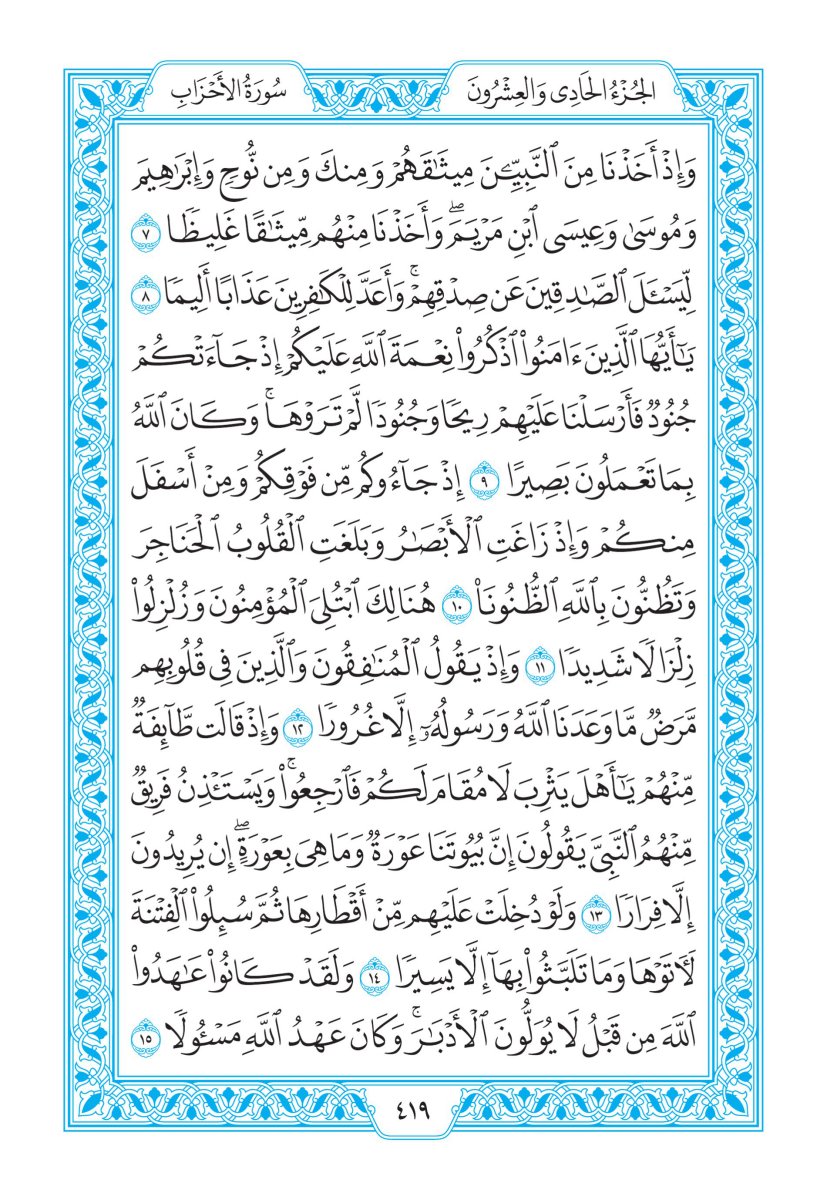 الجُزْءُ الحَادِى وَالعِشْرُونَ
سُورَةُ الأَحْزَابِ
وَإِذْ أَخَذْنَا مِنَ ٱلنَّبِيِّـۧنَ مِيثَٰقَهُمْ وَمِنكَ وَمِن نُّوحٍ وَإِبْرَٰهِيمَ
وَمُوسَىٰ وَعِيسَى ٱبْنِ مَرْيَمَۖ وَأَخَذْنَا مِنْهُم مِّيثَٰقًا غَلِيظًا ٧
لِّيَسْـَٔلَ ٱلصَّٰدِقِينَ عَن صِدْقِهِمْۚ وَأَعَدَّ لِلْكَٰفِرِينَ عَذَابًا أَلِيمًا ٨
يَٰٓأَيُّهَا ٱلَّذِينَ ءَامَنُوا۟ ٱذْكُرُوا۟ نِعْمَةَ ٱللَّهِ عَلَيْكُمْ إِذْ جَآءَتْكُمْ
جُنُودٌ فَأَرْسَلْنَا عَلَيْهِمْ رِيحًا وَجُنُودًا لَّمْ تَرَوْهَاۚ وَكَانَ ٱللَّهُ
بِمَا تَعْمَلُونَ بَصِيرًا ٩ إِذْ جَآءُوكُم مِّن فَوْقِكُمْ وَمِنْ أَسْفَلَ
مِنكُمْ وَإِذْ زَاغَتِ ٱلْأَبْصَٰرُ وَبَلَغَتِ ٱلْقُلُوبُ ٱلْحَنَاجِرَ
وَتَظُنُّونَ بِٱللَّهِ ٱلظُّنُونَا۠ ١٠ هُنَالِكَ ٱبْتُلِىَ ٱلْمُؤْمِنُونَ وَزُلْزِلُوا۟
زِلْزَالًا شَدِيدًا ١١ وَإِذْ يَقُولُ ٱلْمُنَٰفِقُونَ وَٱلَّذِينَ فِى قُلُوبِهِم
مَّرَضٌ مَّا وَعَدَنَا ٱللَّهُ وَرَسُولُهُۥٓ إِلَّا غُرُورًا ١٢ وَإِذْ قَالَت طَّآئِفَةٌ
مِّنْهُمْ يَٰٓأَهْلَ يَثْرِبَ لَا مُقَامَ لَكُمْ فَٱرْجِعُوا۟ۚ وَيَسْتَـْٔذِنُ فَرِيقٌ
مِّنْهُمُ ٱلنَّبِىَّ يَقُولُونَ إِنَّ بُيُوتَنَا عَوْرَةٌ وَمَا هِىَ بِعَوْرَةٍۖ إِن يُرِيدُونَ
إِلَّا فِرَارًا ١٣ وَلَوْ دُخِلَتْ عَلَيْهِم مِّنْ أَقْطَارِهَا ثُمَّ سُئِلُوا۟ ٱلْفِتْنَةَ
لَـَٔاتَوْهَا وَمَا تَلَبَّثُوا۟ بِهَآ إِلَّا يَسِيرًا ١٤ وَلَقَدْ كَانُوا۟ عَٰهَدُوا۟
ٱللَّهَ مِن قَبْلُ لَا يُوَلُّونَ ٱلْأَدْبَٰرَۚ وَكَانَ عَهْدُ ٱللَّهِ مَسْـُٔولًا ١٥
٤١٩